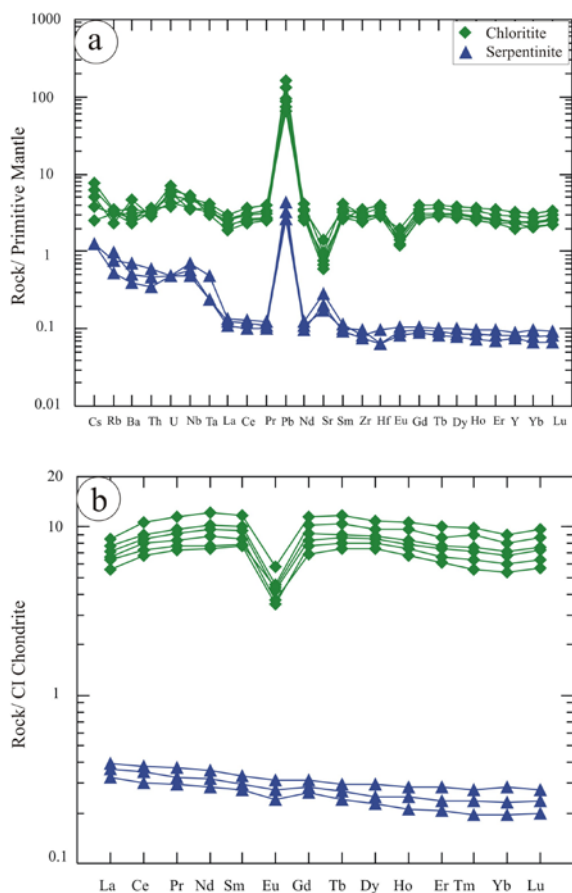 a
Chloritite
Serpentinite
1000
100
10
1
0.1
0.01
Rock/ Primitive Mantle
Cs Rb Ba Th U Nb Ta La Ce Pr Pb Nd Sr Sm Zr Hf Eu Gd Tb Dy Ho Er Y Yb Lu
b
20
10
1
0.1
Rock/ CI Chondrite
La Ce Pr Nd Sm Eu Gd Tb Dy Ho Er Tm Yb Lu